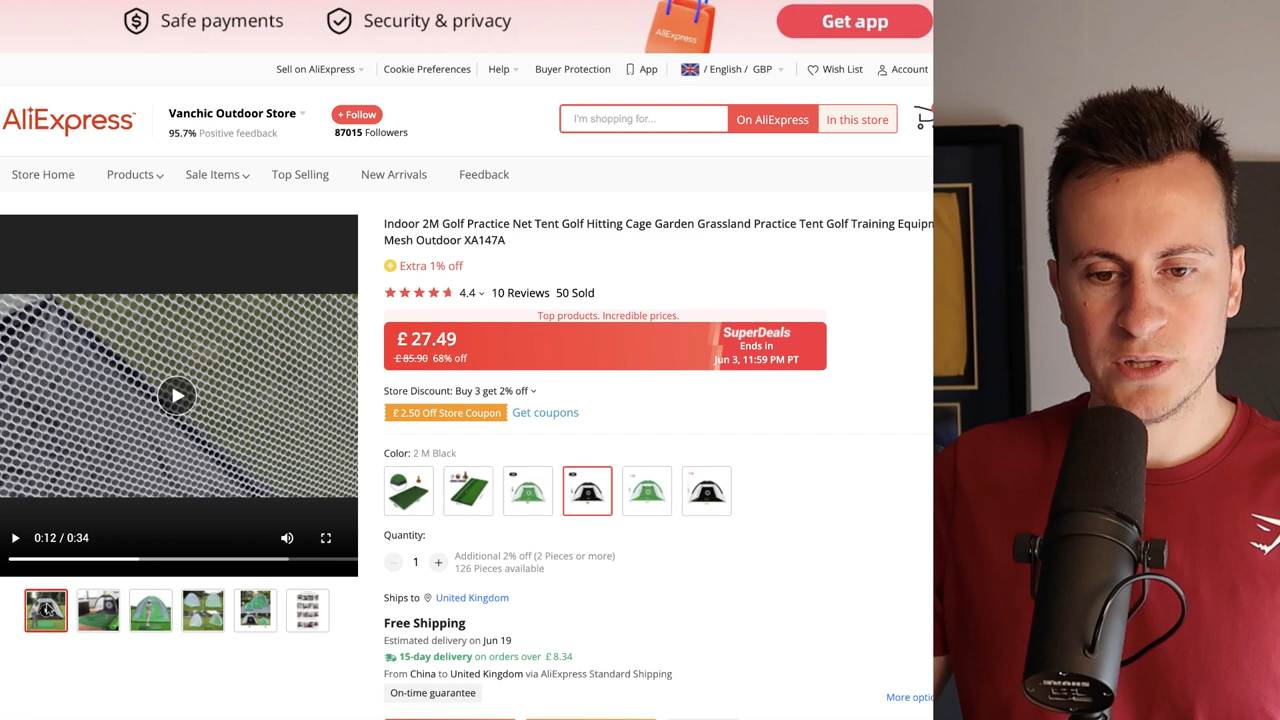 Safe payments
Security & privacy
AliExpress
Get app
Sell on AliExpress
Cookie Preferences
Help
Buyer Protection
App
/ English / GBP
Wish List
Account
AliExpress
Vanchic Outdoor Store
+ Follow
95.7% Positive feedback
87015 Followers
I'm shopping for...
On AliExpress
In this store
Store Home
Products
Sale Items
Top Selling
New Arrivals
Feedback
Indoor 2M Golf Practice Net Tent Golf Hitting Cage Garden Grassland Practice Tent Golf Training Equipm
Mesh Outdoor XA147A
Extra 1% off
4.4
10 Reviews
50 Sold
Top products. Incredible prices.
£ 27.49
£ 85.90 68% off
SuperDeals
Ends in
Jun 3, 11:59 PM PT
Store Discount: Buy 3 get 2% off
£ 2.50 Off Store Coupon
Get coupons
Color: 2 M Black
0:12 / 0:34
Quantity:
1
Additional 2% off (2 Pieces or more)
126 Pieces available
Ships to
United Kingdom
Free Shipping
Estimated delivery on Jun 19
15-day delivery on orders over £ 8.34
From China to United Kingdom via AliExpress Standard Shipping
On-time guarantee
More optio